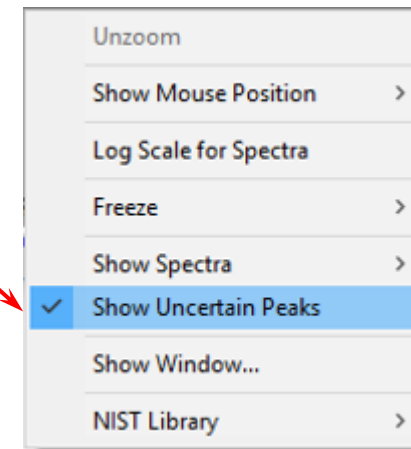 Unzoom
Show Mouse Position
Log Scale for Spectra
Freeze
Show Spectra
Show Uncertain Peaks
Show Window...
NIST Library